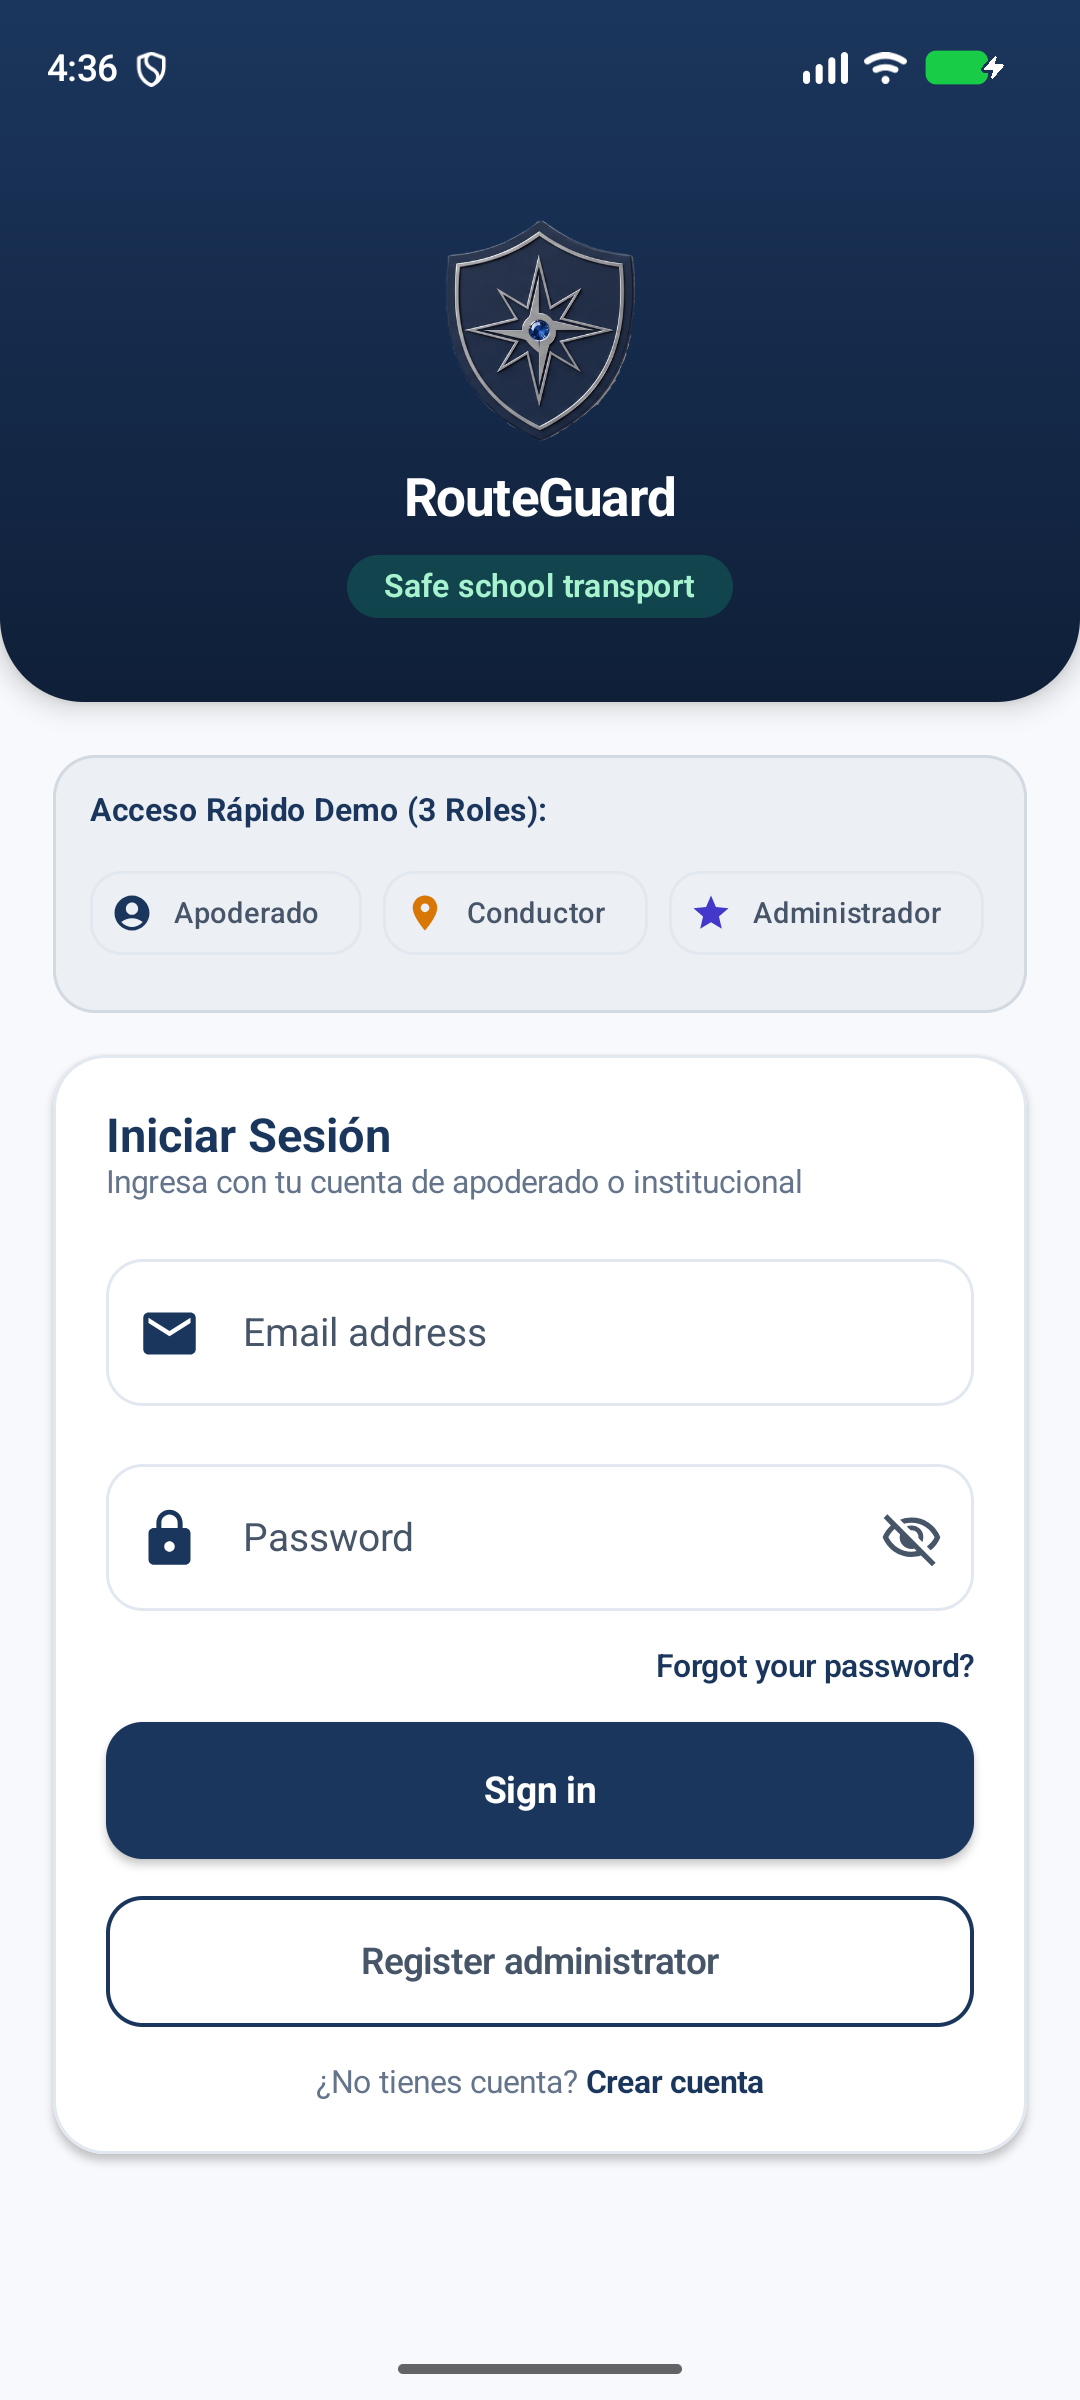 4:36
RouteGuard
Safe school transport
Acceso Rápido Demo (3 Roles):
Apoderado Conductor Administrador
Iniciar Sesión
Ingresa con tu cuenta de apoderado o institucional
Email address
Password
Forgot your password?
Sign in
Register administrator
¿No tienes cuenta? Crear cuenta